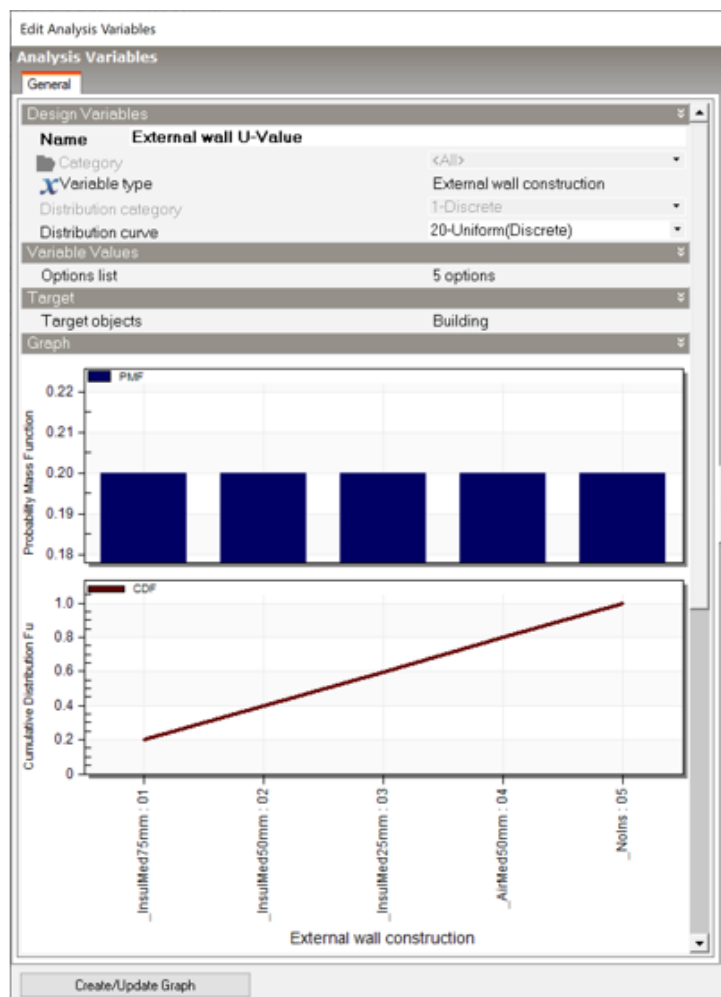 Edit Analysis Variables
Analysis Variables
General
Design Variables
Name External wall U-Value
Category <All>
Variable type External wall construction
Distribution category 1-Discrete
Distribution curve 20-Uniform(Discrete)
Variable Values
Options list 5 options
Target
Target objects Building
Graph
PMF
Probability Mass Function
0.22
0.21
0.20
0.19
0.18
CDF
Cumulative Distribution Fu
1.0
0.8
0.6
0.4
0.2
0
_InsulMed75mm : 01
_InsulMed50mm : 02
_InsulMed25mm : 03
_AirMed50mm : 04
_NoIns : 05
External wall construction
Create/Update Graph